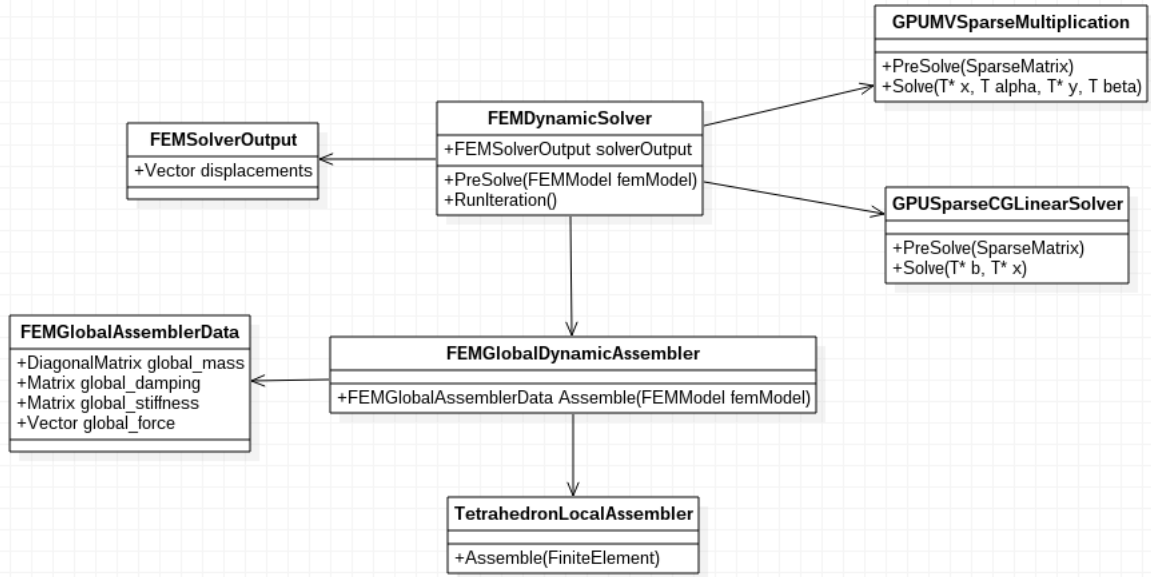 GPUMVSparseMultiplication
+PreSolve(SparseMatrix)
+Solve(T* x, T alpha, T* y, T beta)
FEMDynamicSolver
+FEMSolverOutput solverOutput
+PreSolve(FEMModel femModel)
+RunIteration()
FEMSolverOutput
+Vector displacements
GPUSparseCGLinearSolver
+PreSolve(SparseMatrix)
+Solve(T* b, T* x)
FEMGlobalAssemblerData
+DiagonalMatrix global_mass
+Matrix global_damping
+Matrix global_stiffness
+Vector global_force
FEMGlobalDynamicAssembler
+FEMGlobalAssemblerData Assemble(FEMModel femModel)
TetrahedronLocalAssembler
+Assemble(FiniteElement)